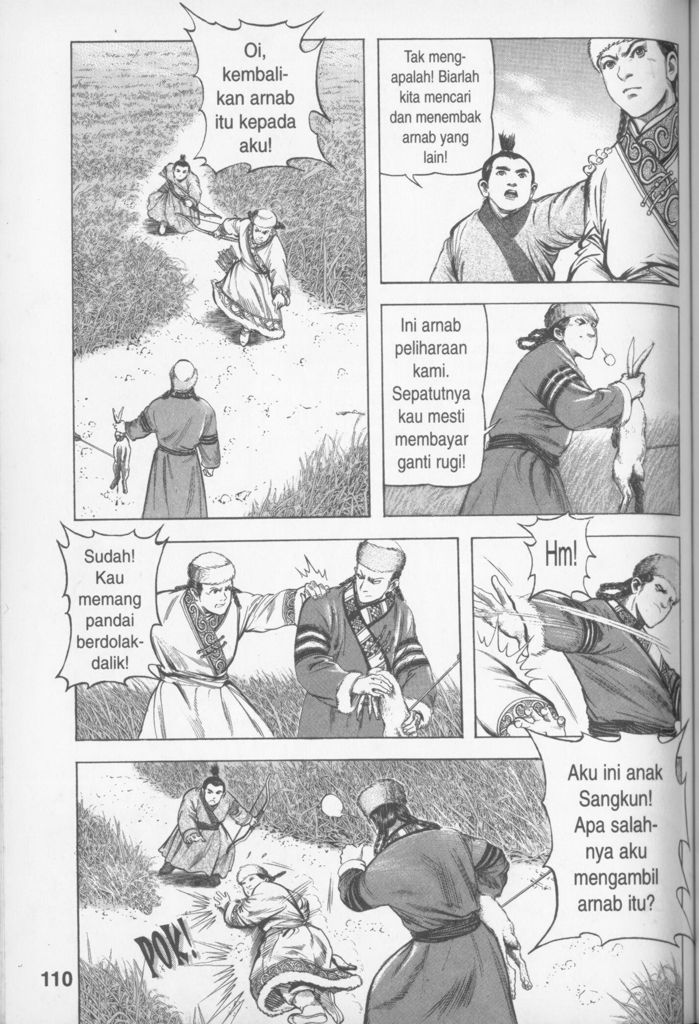 Oi,
kembali-
kan arnab
itu kepada
aku!
Tak meng-
apalah! Biarlah
kita mencari
dan menembak
arnab yang
lain!
Ini arnab
peliharaan
kami.
Sepatutnya
kau mesti
membayar
ganti rugi!
Sudah!
Kau
memang
pandai
berdolak-
dalik!
Hm!
Aku ini anak
Sangkun!
Apa salah-
nya aku
mengambil
arnab itu?
POK!
110